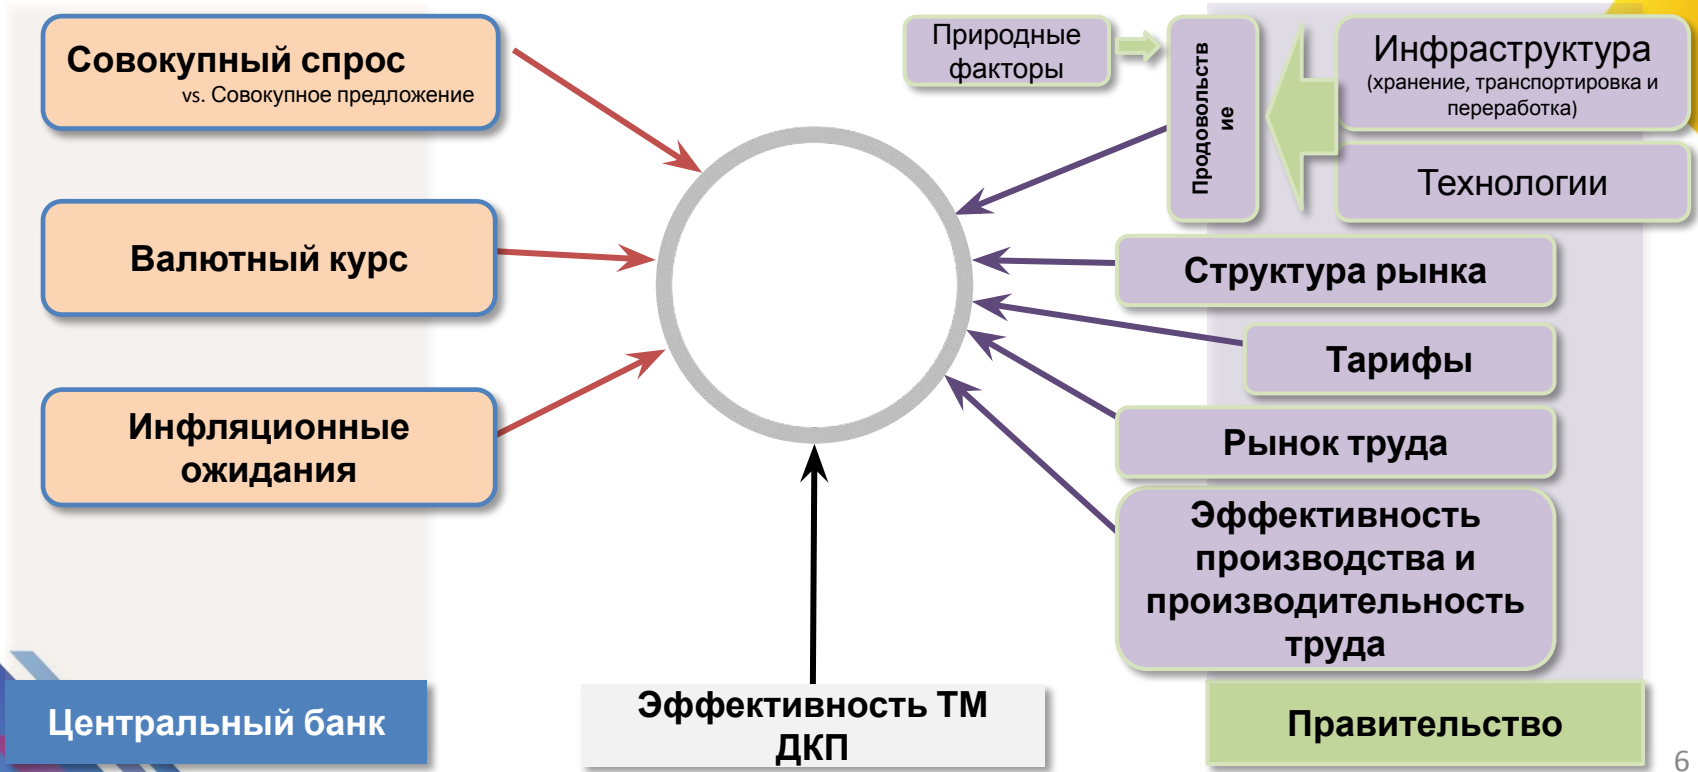 Совокупный спрос
vs. Совокупное предложение
Валютный курс
Инфляционные
ожидания
Центральный банк
Эффективность ТМ
ДКП
Природные
факторы
Продовольств
ие
Инфраструктура
(хранение, транспортировка и
переработка)
Технологии
Структура рынка
Тарифы
Рынок труда
Эффективность
производства и
производительность
труда
Правительство
6